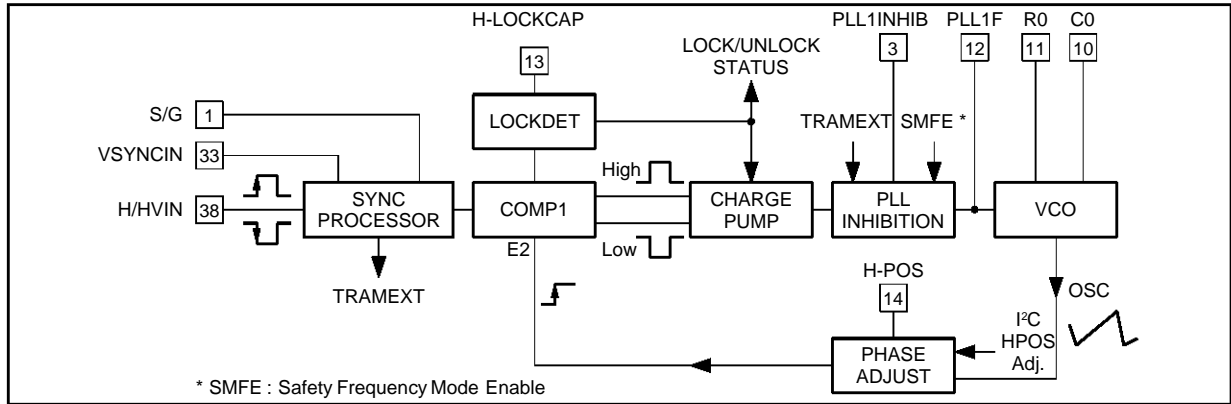 H-LOCKCAP
13
LOCK/UNLOCK
STATUS
PLL1INHIB
3
PLL1F
12
R0
11
C0
10
S/G 1
VSYNCIN 33
H/HVIN 38
LOCKDET
TRAMEXT SMFE *
High
SYNC
PROCESSOR
COMP1
CHARGE
PUMP
PLL
INHIBITION
VCO
E2
Low
TRAMEXT
H-POS
14
OSC
I²C
HPOS
Adj.
PHASE
ADJUST
* SMFE : Safety Frequency Mode Enable